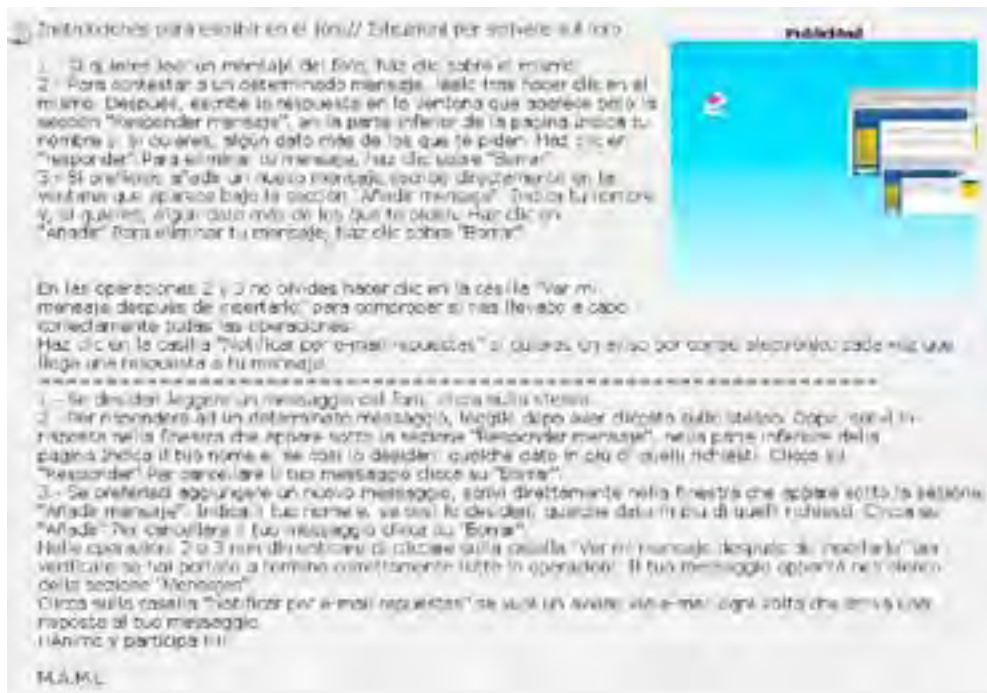 Instrucciones para escribir en el foro// Istruzioni per scrivere sul foro
Publicidad
1.- Si quieres leer un mensaje del foro, haz clic sobre el mismo.
2.- Para contestar a un determinado mensaje, léelo tras hacer clic en el
mismo. Después, escribe la respuesta en la ventana que aparece bajo la
sección "Responder mensaje", en la parte inferior de la página. Indica tu
nombre y, si quieres, algún dato más de los que te piden. Haz clic en
"responder". Para eliminar tu mensaje, haz clic sobre "Borrar".
3.- Si prefieres añadir un nuevo mensaje, escribe directamente en la
ventana que aparece bajo la sección "Añadir mensaje". Indica tu nombre
y, si quieres, algún dato más de los que te piden. Haz clic en
"Añadir". Para eliminar tu mensaje, haz clic sobre "Borrar".
En las operaciones 2 y 3 no olvides hacer clic en la casilla "Ver mi
mensaje después de insertarlo" para comprobar si has llevado a cabo
correctamente todas las operaciones.
Haz clic en la casilla "Notificar por e-mail repuestas" si quieres un aviso por correo electrónico cada vez que
llega una respuesta a tu mensaje.
1.- Se desideri leggere un messaggio del foro, clicca sullo stesso.
2.- Per rispondere ad un determinato messaggio, leggilo dopo aver cliccato sullo stesso. Dopo, scrivi la
risposta nella finestra che appare sotto la sezione "Responder mensaje", nella parte inferiore della
pagina. Indica il tuo nome e, se così lo desideri, qualche dato in più di quelli richiesti. Clicca su
"Responder". Per cancellare il tuo messaggio clicca su "Borrar".
3.- Se preferisci aggiungere un nuovo messaggio, scrivi direttamente nella finestra che appare sotto la sezione
"Añadir mensaje". Indica il tuo nome e, se così lo desideri, qualche dato in più di quelli richiesti. Clicca su
"Añadir". Per cancellare il tuo messaggio clicca su "Borrar".
Nelle operazioni 2 e 3 non dimenticare di cliccare sulla casella "Ver mi mensaje después de insertarlo" per
verificare se hai portato a termine correttamente tutte le operazioni. Il tuo messaggio apparirà nell'elenco
della sezione "Mensajes".
Clicca sulla casella "Notificar por e-mail repuestas" se vuoi un avviso via e-mail ogni volta che arriva una
risposta al tuo messaggio.
¡¡Ánimo y participa !!!!
M.A.M.L.